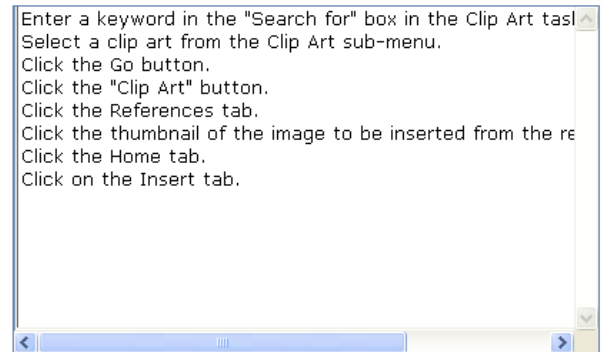 Enter a keyword in the "Search for" box in the Clip Art tas
Select a clip art from the Clip Art sub-menu.
Click the Go button.
Click the "Clip Art" button.
Click the References tab.
Click the thumbnail of the image to be inserted from the re
Click the Home tab.
Click on the Insert tab.